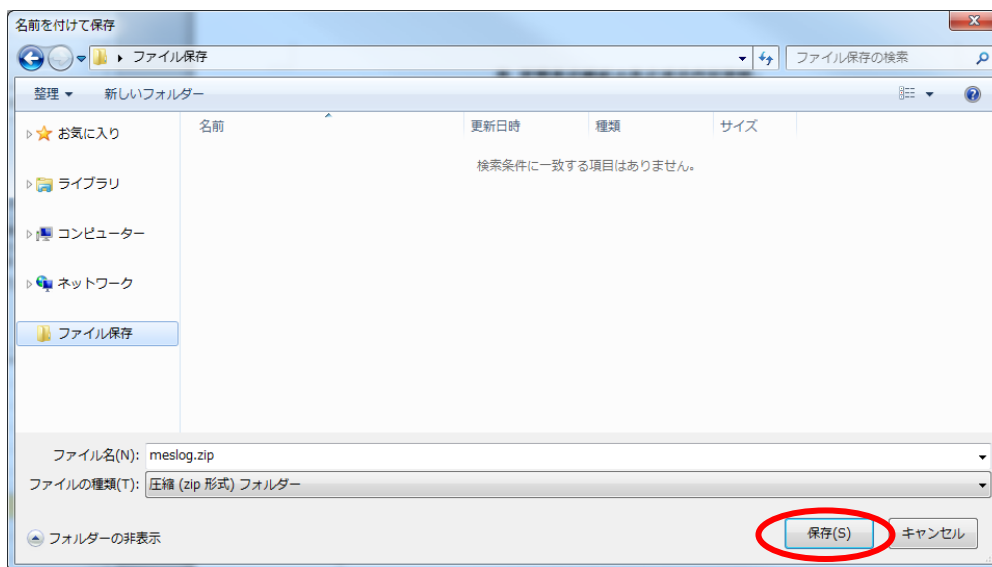 名前を付けて保存
ファイル保存
ファイル保存の検索
整理
新しいフォルダー
名前
更新日時
種類
サイズ
お気に入り
検索条件に一致する項目はありません。
ライブラリ
コンピューター
ネットワーク
ファイル保存
ファイル名(N): meslog.zip
ファイルの種類(T): 圧縮 (zip 形式) フォルダー
フォルダーの非表示
保存(S)
キャンセル